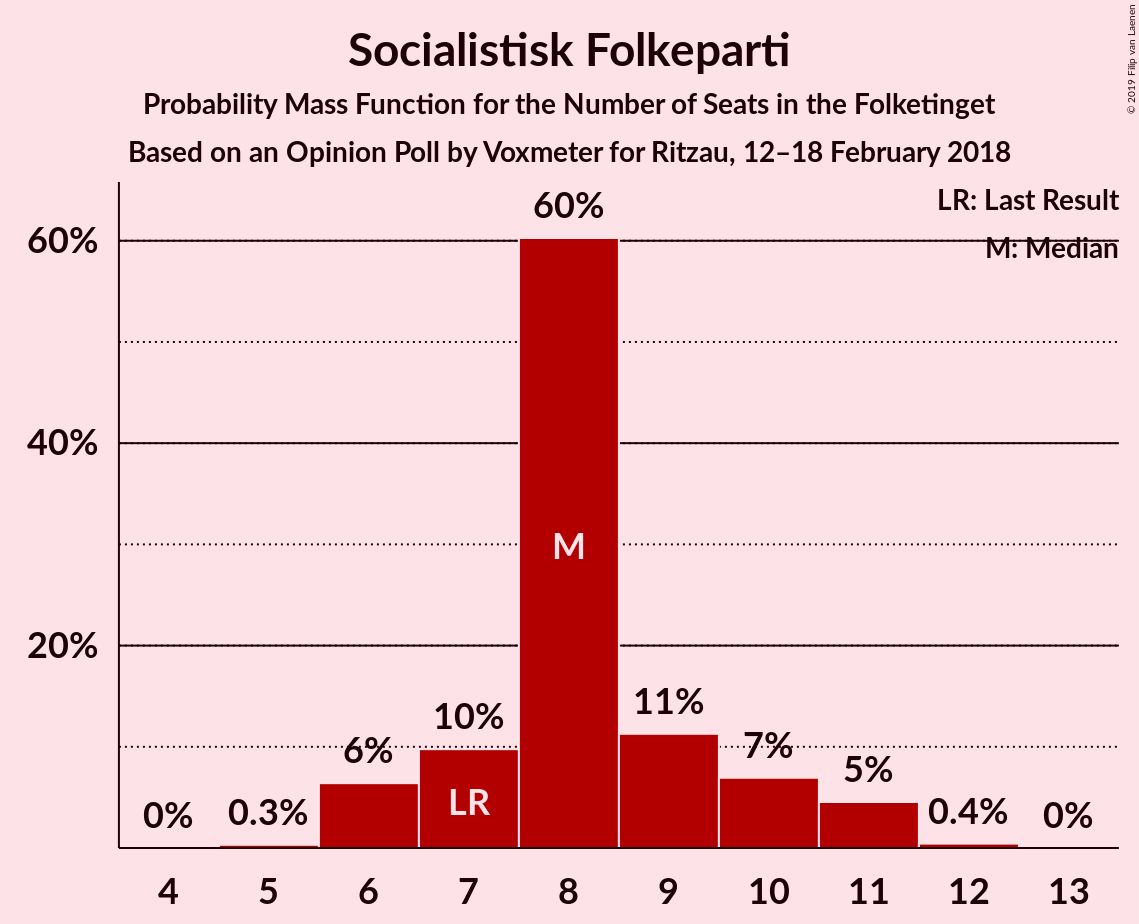 Socialistisk Folkeparti
Probability Mass Function for the Number of Seats in the Folketinget
Based on an Opinion Poll by Voxmeter for Ritzau, 12–18 February 2018
© 2019 Filip van Laenen
LR: Last Result
M: Median
60%
40%
20%
0%
0.3%
6%
10%
60%
11%
7%
5%
0.4%
0%
M
LR
4 5 6 7 8 9 10 11 12 13